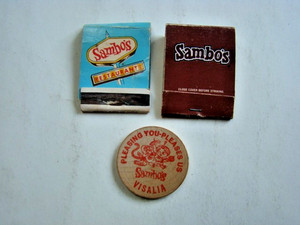 Sambo's
RESTAURANTS
Sambo's
CLOSE COVER BEFORE STRIKING
PLEASING YOU-PLEASES US
Sambo's
VISALIA